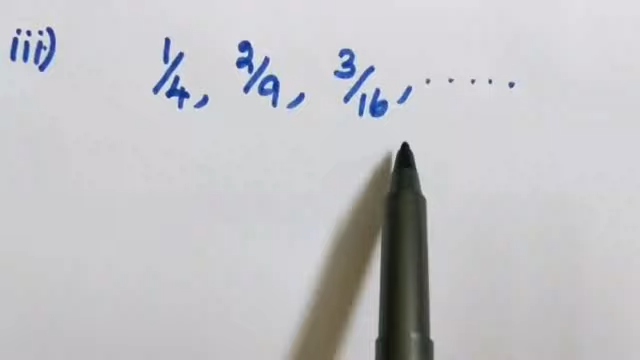 iii) 1/4, 2/9, 3/16, .....